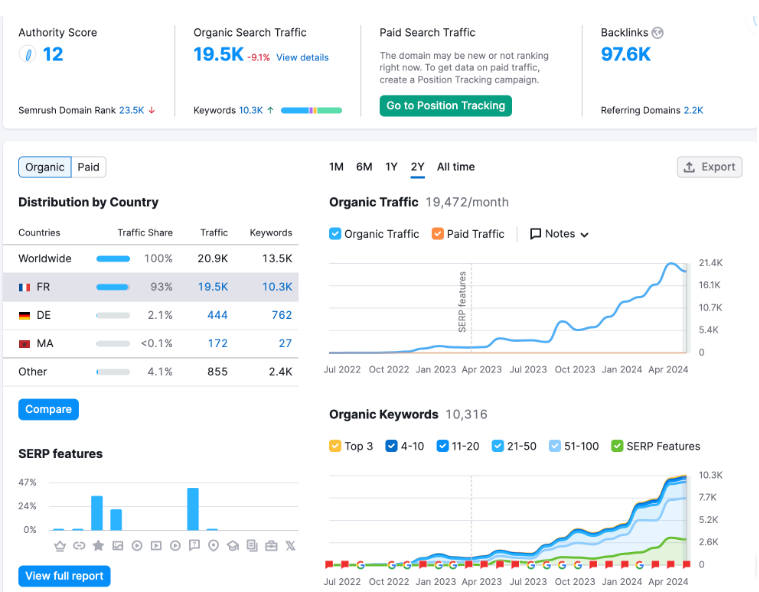 Authority Score
12
Semrush Domain Rank 23.5K ↓
Organic Search Traffic
19.5K -9.1% View details
Keywords 10.3K ↑
Paid Search Traffic
The domain may be new or not ranking
right now. To get data on paid traffic,
create a Position Tracking campaign.
Go to Position Tracking
Backlinks
97.6K
Referring Domains 2.2K
Organic Paid
Distribution by Country
Countries Traffic Share Traffic Keywords
Worldwide 100% 20.9K 13.5K
FR 93% 19.5K 10.3K
DE 2.1% 444 762
MA <0.1% 172 27
Other 4.1% 855 2.4K
Compare
SERP features
47%
24%
0%
View full report
1M 6M 1Y 2Y All time
Export
Organic Traffic 19,472/month
Organic Traffic Paid Traffic Notes
SERP features
21.4K
16.1K
10.7K
5.4K
0
Jul 2022 Oct 2022 Jan 2023 Apr 2023 Jul 2023 Oct 2023 Jan 2024 Apr 2024
Organic Keywords 10,316
Top 3 4-10 11-20 21-50 51-100 SERP Features
10.3K
7.7K
5.2K
2.6K
0
Jul 2022 Oct 2022 Jan 2023 Apr 2023 Jul 2023 Oct 2023 Jan 2024 Apr 2024